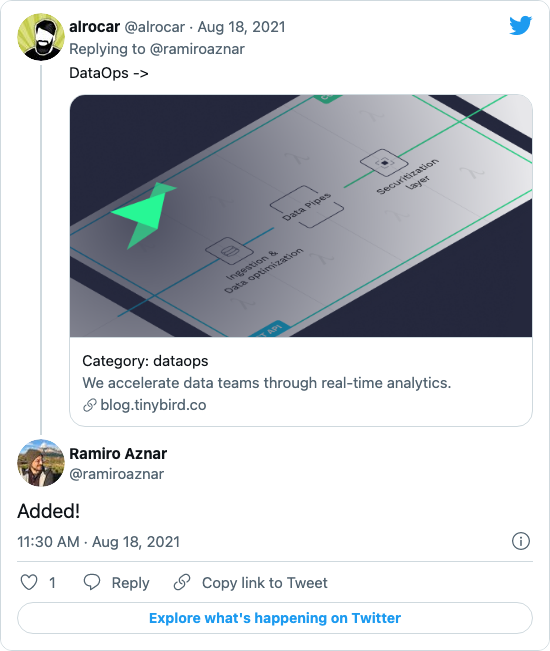 alrocar @alrocar · Aug 18, 2021
Replying to @ramiroaznar
DataOps ->
Securitization
layer
Data Pipes
Ingestion &
Data optimization
API
Category: dataops
We accelerate data teams through real-time analytics.
blog.tinybird.co
Ramiro Aznar
@ramiroaznar
Added!
11:30 AM · Aug 18, 2021
1 Reply Copy link to Tweet
Explore what's happening on Twitter